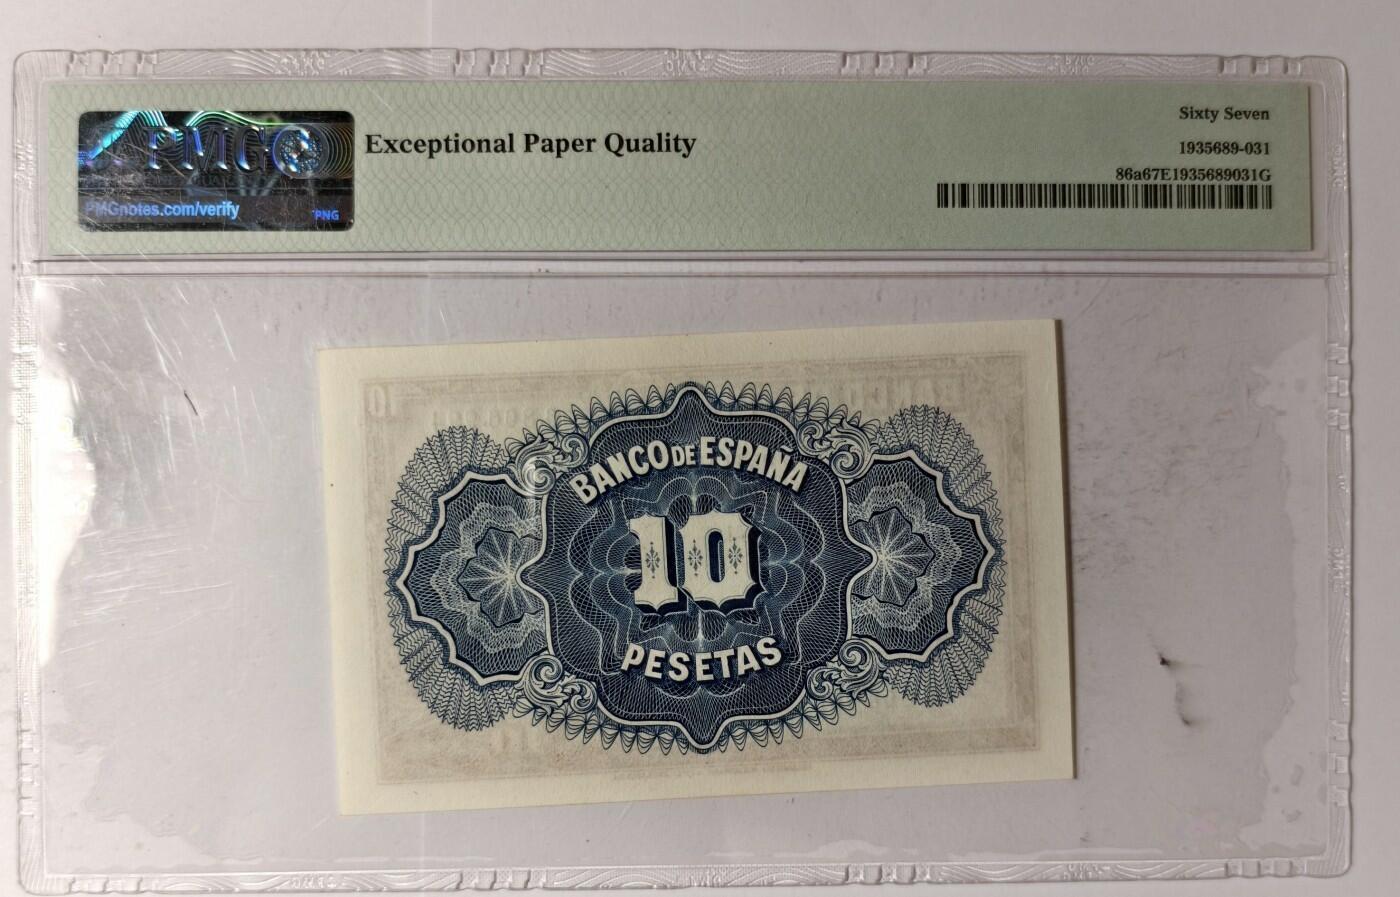 PMG
PMGnotes.com/verify
PNG
Exceptional Paper Quality
Sixty Seven
1935689-031
86a67E1935689031G
BANCO DE ESPAÑA
10
PESETAS